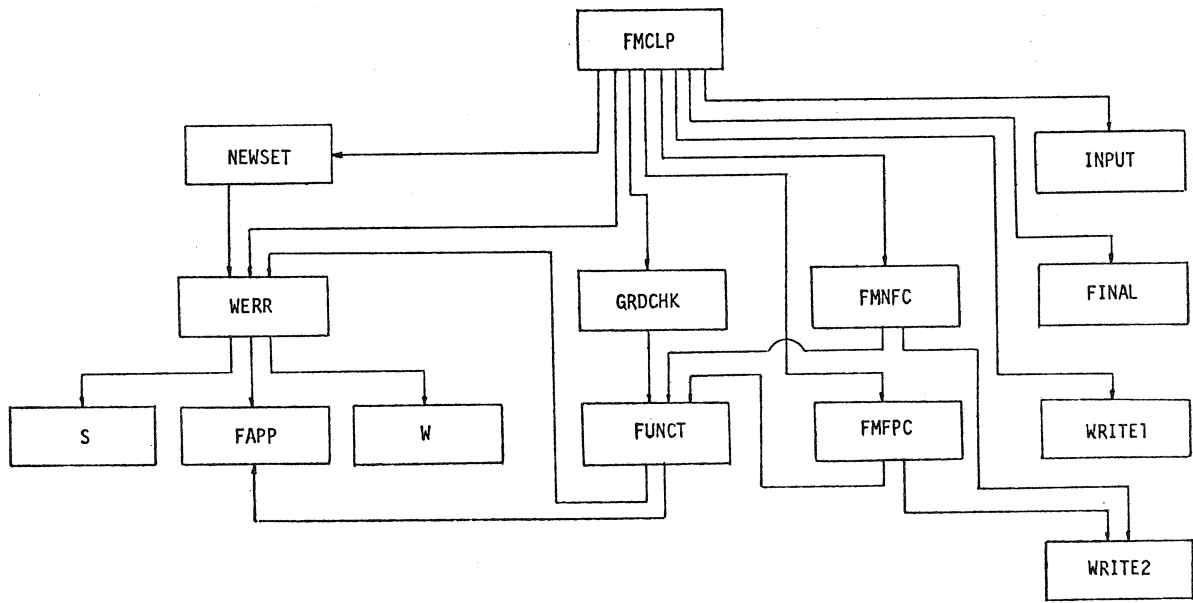 FMCLP
NEWSET
INPUT
WERR
GRDCHK
FMNFC
FINAL
S
FAPP
W
FUNCT
FMFPC
WRITE1
WRITE2